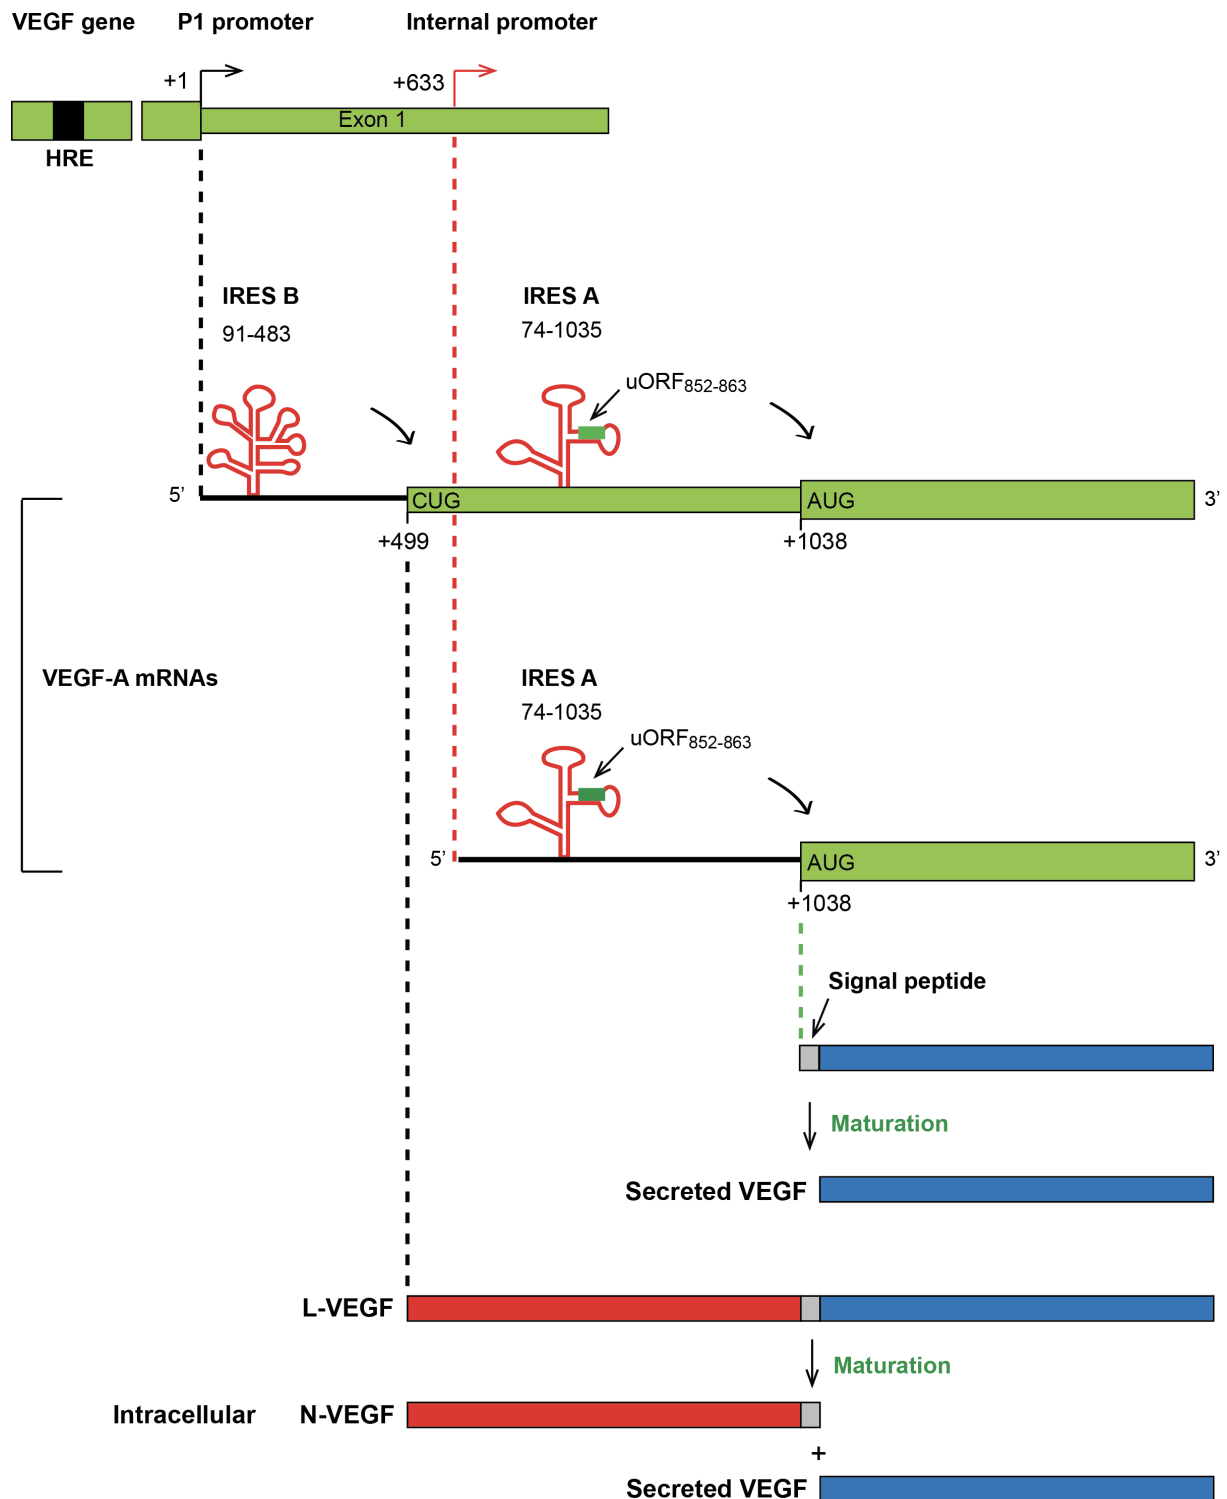 VEGF gene P1 promoter Internal promoter
+1 +633
Exon 1
HRE
IRES B IRES A
91-483 74-1035
uORF852-863
5’ CUG AUG 3’
+499 +1038
VEGF-A mRNAs IRES A
74-1035
uORF852-863
5’ AUG 3’
+1038
Signal peptide
Maturation
Secreted VEGF
L-VEGF
Maturation
Intracellular N-VEGF
+
Secreted VEGF